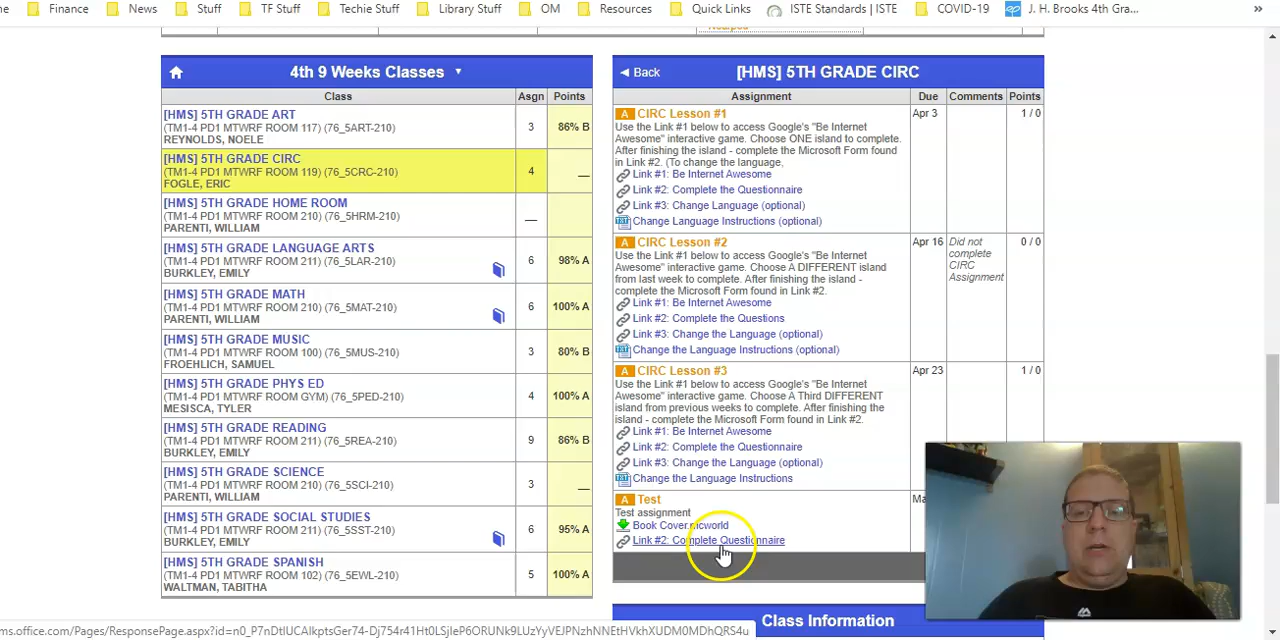 Finance News Stuff TF Stuff Techie Stuff Library Stuff OM Resources Quick Links ISTE Standards | ISTE COVID-19 J. H. Brooks 4th Gra... »
4th 9 Weeks Classes ▼
Class Asgn Points
[HMS] 5TH GRADE ART
(TM1-4 PD1 MTWRF ROOM 117) (76_5ART-210) 3 86% B
REYNOLDS, NOELE
[HMS] 5TH GRADE CIRC
(TM1-4 PD1 MTWRF ROOM 119) (76_5CRC-210) 4 —
FOGLE, ERIC
[HMS] 5TH GRADE HOME ROOM
(TM1-4 PD1 MTWRF ROOM 210) (76_5HRM-210) —
PARENTI, WILLIAM
[HMS] 5TH GRADE LANGUAGE ARTS
(TM1-4 PD1 MTWRF ROOM 211) (76_5LAR-210) 6 98% A
BURKLEY, EMILY
[HMS] 5TH GRADE MATH
(TM1-4 PD1 MTWRF ROOM 210) (76_5MAT-210) 6 100% A
PARENTI, WILLIAM
[HMS] 5TH GRADE MUSIC
(TM1-4 PD1 MTWRF ROOM 100) (76_5MUS-210) 3 80% B
FROEHLICH, SAMUEL
[HMS] 5TH GRADE PHYS ED
(TM1-4 PD1 MTWRF ROOM GYM) (76_5PED-210) 4 100% A
MESISCA, TYLER
[HMS] 5TH GRADE READING
(TM1-4 PD1 MTWRF ROOM 211) (76_5REA-210) 9 86% B
BURKLEY, EMILY
[HMS] 5TH GRADE SCIENCE
(TM1-4 PD1 MTWRF ROOM 210) (76_5SCI-210) 3 —
PARENTI, WILLIAM
[HMS] 5TH GRADE SOCIAL STUDIES
(TM1-4 PD1 MTWRF ROOM 211) (76_5SST-210) 6 95% A
BURKLEY, EMILY
[HMS] 5TH GRADE SPANISH
(TM1-4 PD1 MTWRF ROOM 102) (76_5EWL-210) 5 100% A
WALTMAN, TABITHA
◀ Back [HMS] 5TH GRADE CIRC
Assignment Due Comments Points
A CIRC Lesson #1 Apr 3 1 / 0
Use the Link #1 below to access Google's "Be Internet
Awesome" interactive game. Choose ONE island to complete.
After finishing the island - complete the Microsoft Form found
in Link #2. (To change the language,
Link #1: Be Internet Awesome
Link #2: Complete the Questionnaire
Link #3: Change Language (optional)
Change Language Instructions (optional)
A CIRC Lesson #2 Apr 16 Did not complete CIRC Assignment 0 / 0
Use the Link #1 below to access Google's "Be Internet
Awesome" interactive game. Choose A DIFFERENT island
from last week to complete. After finishing the island -
complete the Microsoft Form found in Link #2.
Link #1: Be Internet Awesome
Link #2: Complete the Questions
Link #3: Change the Language (optional)
Change the Language Instructions (optional)
A CIRC Lesson #3 Apr 23 1 / 0
Use the Link #1 below to access Google's "Be Internet
Awesome" interactive game. Choose A Third DIFFERENT
island from previous weeks to complete. After finishing the
island - complete the Microsoft Form found in Link #2.
Link #1: Be Internet Awesome
Link #2: Complete the Questionnaire
Link #3: Change the Language (optional)
Change the Language Instructions
A Test
Test assignment
Book Cover.mcworld
Link #2: Complete Questionnaire
Class Information